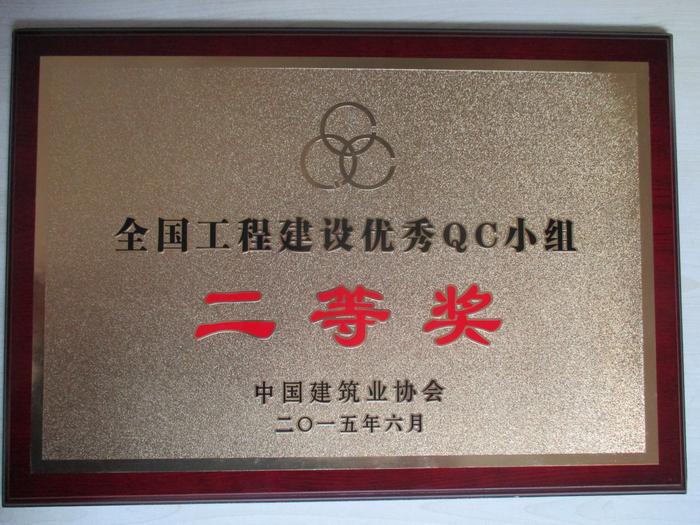 全国工程建设优秀QC小组
二等奖
中国建筑业协会
二〇一五年六月